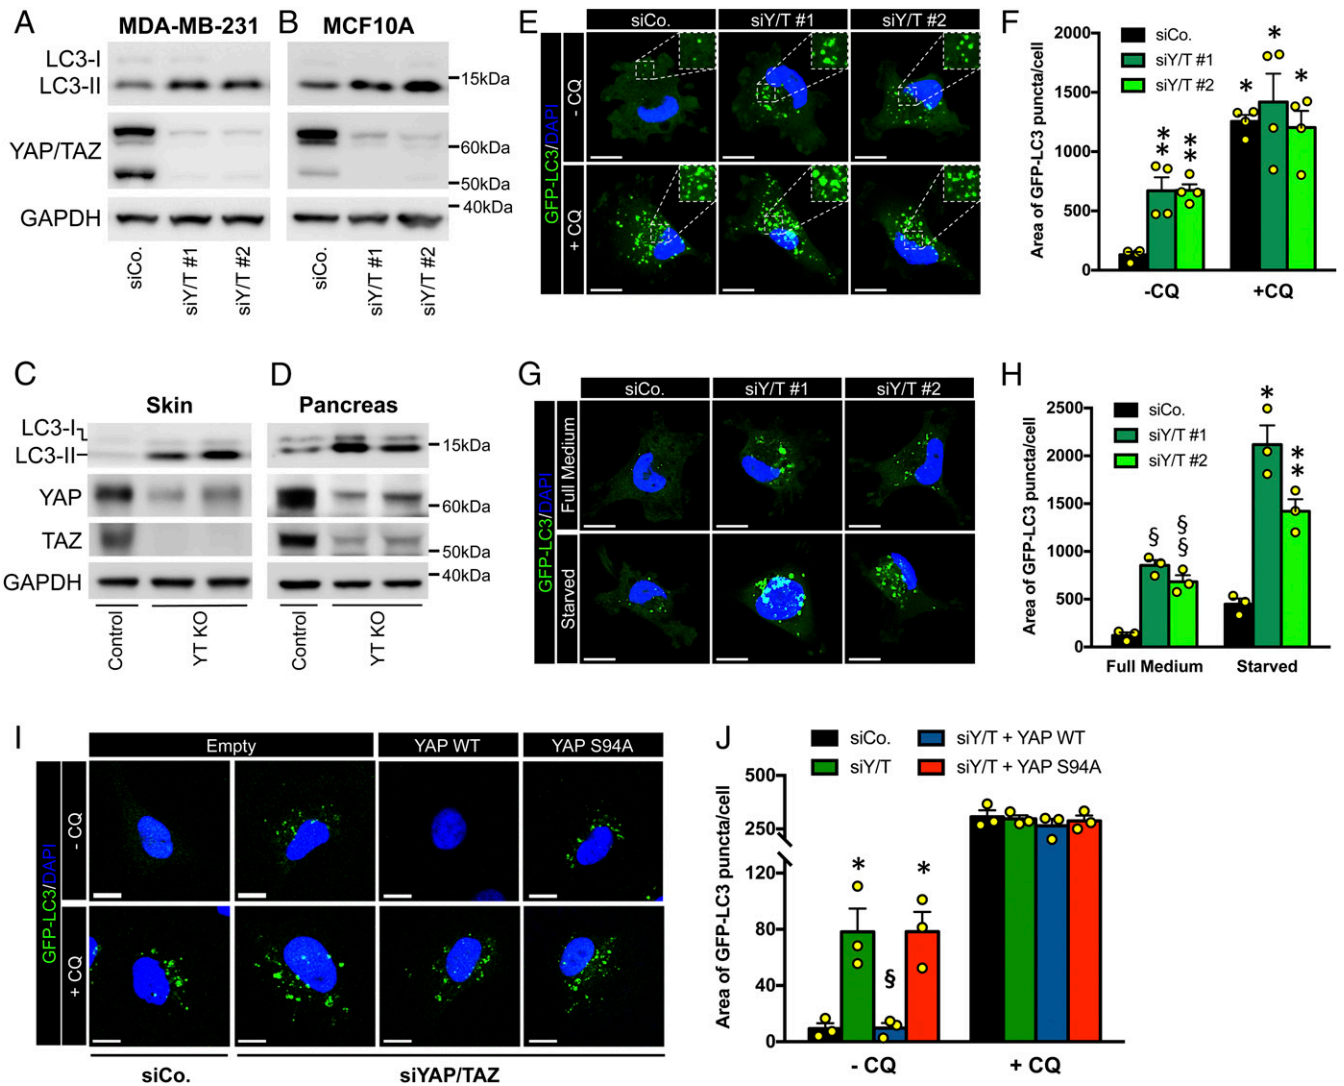 A
MDA-MB-231
LC3-I
LC3-II
YAP/TAZ
GAPDH
siCo.
siY/T #1
siY/T #2
B
MCF10A
15kDa
60kDa
50kDa
40kDa
siCo.
siY/T #1
siY/T #2
C
Skin
LC3-I
LC3-II
YAP
TAZ
GAPDH
Control
YT KO
D
Pancreas
15kDa
60kDa
50kDa
40kDa
Control
YT KO
E
siCo.
siY/T #1
siY/T #2
GFP-LC3/DAPI
- CQ
+ CQ
F
siCo.
siY/T #1
siY/T #2
Area of GFP-LC3 puncta/cell
2000
1500
1000
500
0
* *
* *
*
*
*
-CQ
+CQ
G
siCo.
siY/T #1
siY/T #2
GFP-LC3/DAPI
Full Medium
Starved
H
siCo.
siY/T #1
siY/T #2
Area of GFP-LC3 puncta/cell
2500
2000
1500
1000
500
0
§
§ §
*
* *
Full Medium
Starved
I
Empty
YAP WT
YAP S94A
GFP-LC3/DAPI
- CQ
+ CQ
siCo.
siYAP/TAZ
J
siCo.
siY/T
siY/T + YAP WT
siY/T + YAP S94A
Area of GFP-LC3 puncta/cell
500
250
120
80
40
0
*
§
*
- CQ
+ CQ